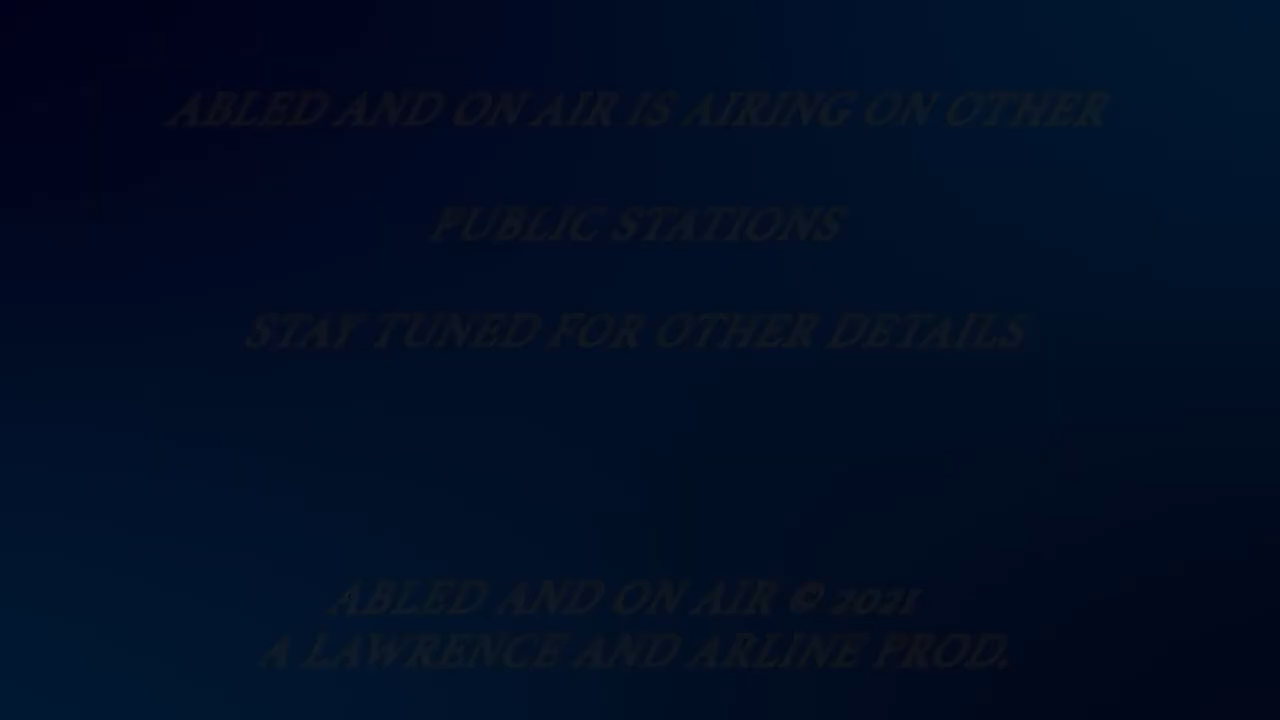 ABLED AND ON AIR IS AIRING ON OTHER
PUBLIC STATIONS
STAY TUNED FOR OTHER DETAILS
ABLED AND ON AIR © 2021
A LAWRENCE AND ARLINE PROD.